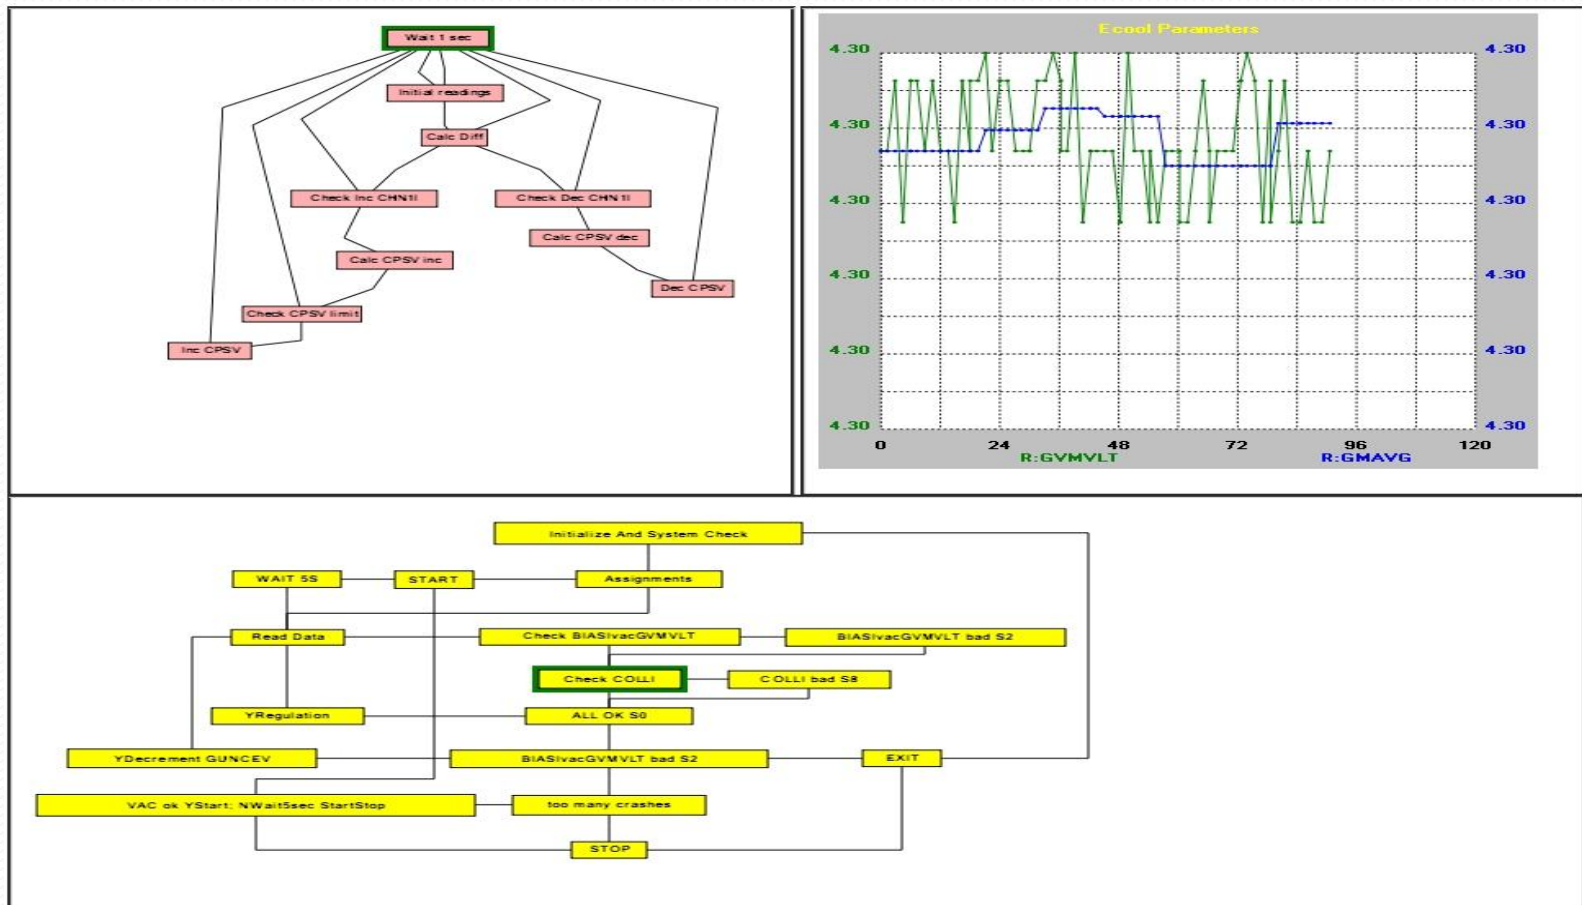 Wait 1 sec
Initial readings
Calc Diff
Check Inc CHN1I
Check Dec CHN1I
Calc CPSV dec
Calc CPSV inc
Dec CPSV
Check CPSV limit
Inc CPSV
Ecool Parameters
4.30 4.30
4.30 4.30
4.30 4.30
4.30 4.30
4.30 4.30
4.30 4.30
0 24 48 72 96 120
R:GVMVLT R:GMAVG
Initialize And System Check
WAIT 5S START Assignments
Read Data Check BIASIvacGVMVLT BIASIvacGVMVLT bad S2
Check COLLI COLLI bad S8
YRegulation ALL OK S0
YDecrement GUNCEV BIASIvacGVMVLT bad S2 EXIT
VAC ok YStart; NWait5sec StartStop too many crashes
STOP